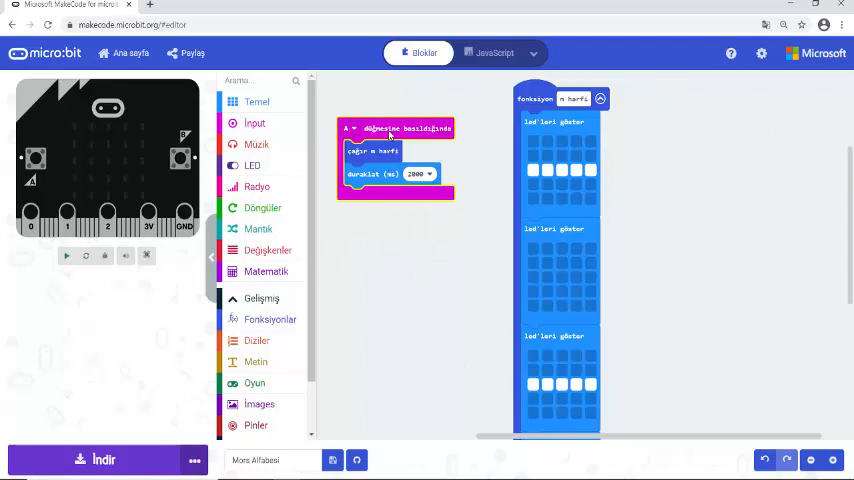 Microsoft MakeCode for micro:
makecode.microbit.org/#editor
micro:bit
Ana sayfa
Paylaş
Bloklar
JavaScript
Microsoft
Arama...
Temel
Input
Müzik
LED
Radyo
Döngüler
Mantık
Değişkenler
Matematik
Gelişmiş
Fonksiyonlar
Diziler
Metin
Oyun
Images
Pinler
A
B
0 1 2 3V GND
A düğmesine basıldığında
çağır m harfi
duraklat (ms) 2000
fonksiyon m harfi
led'leri göster
led'leri göster
led'leri göster
İndir
Mors Alfabesi